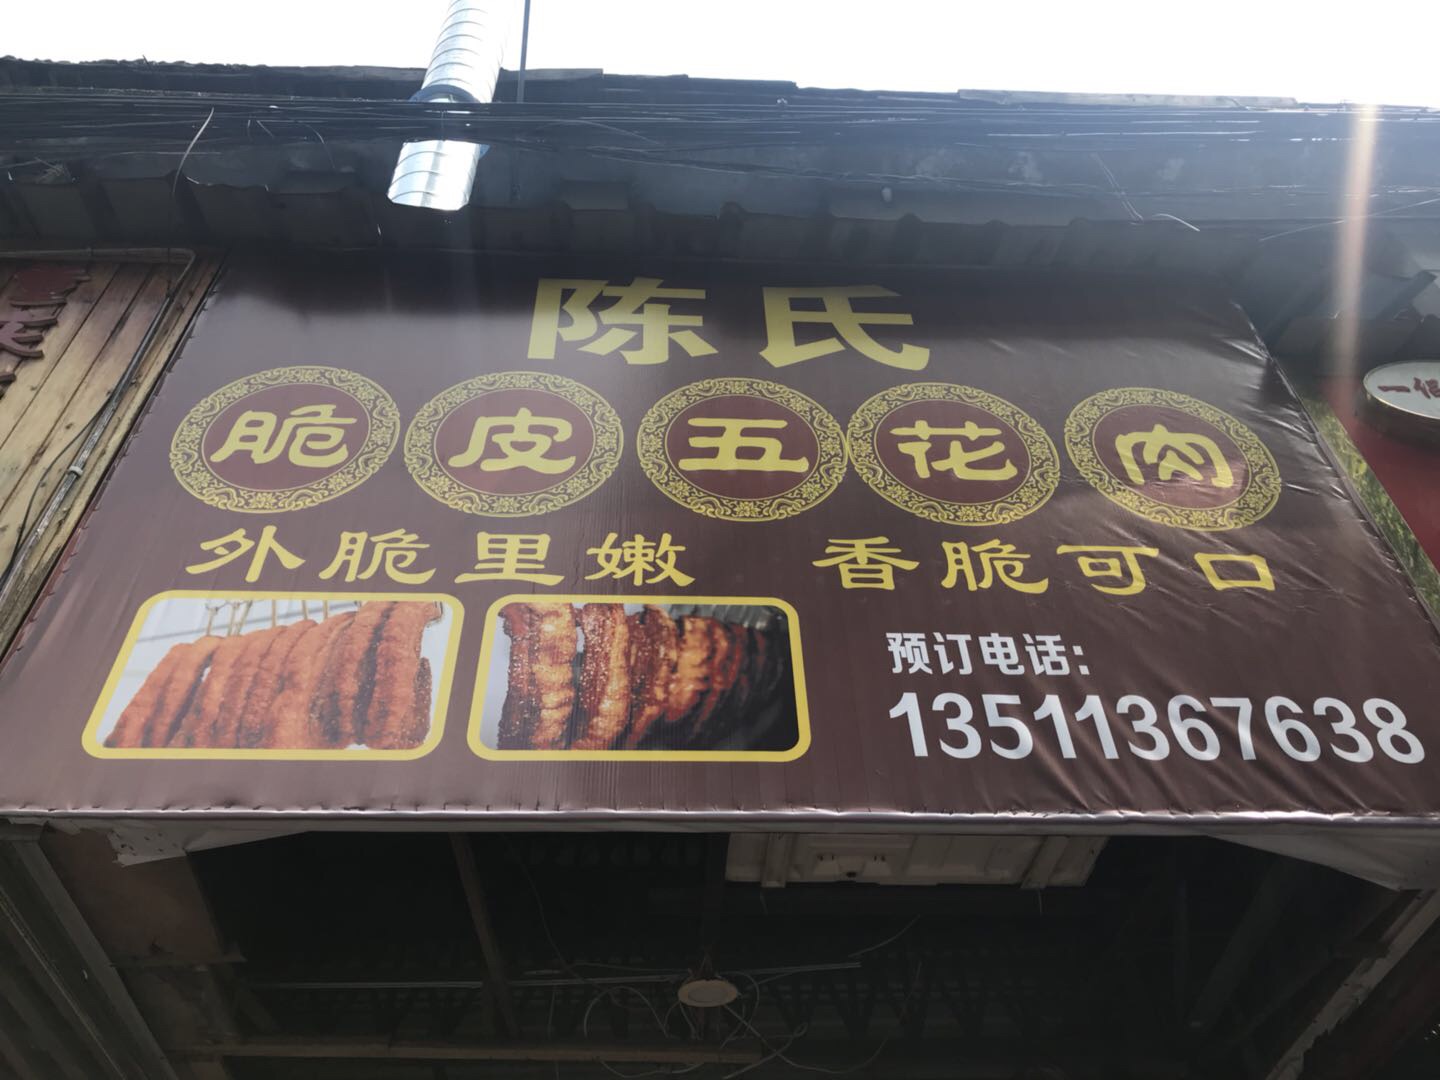 陈氏
脆皮五花肉
外脆里嫩 香脆可口
预订电话：
13511367638